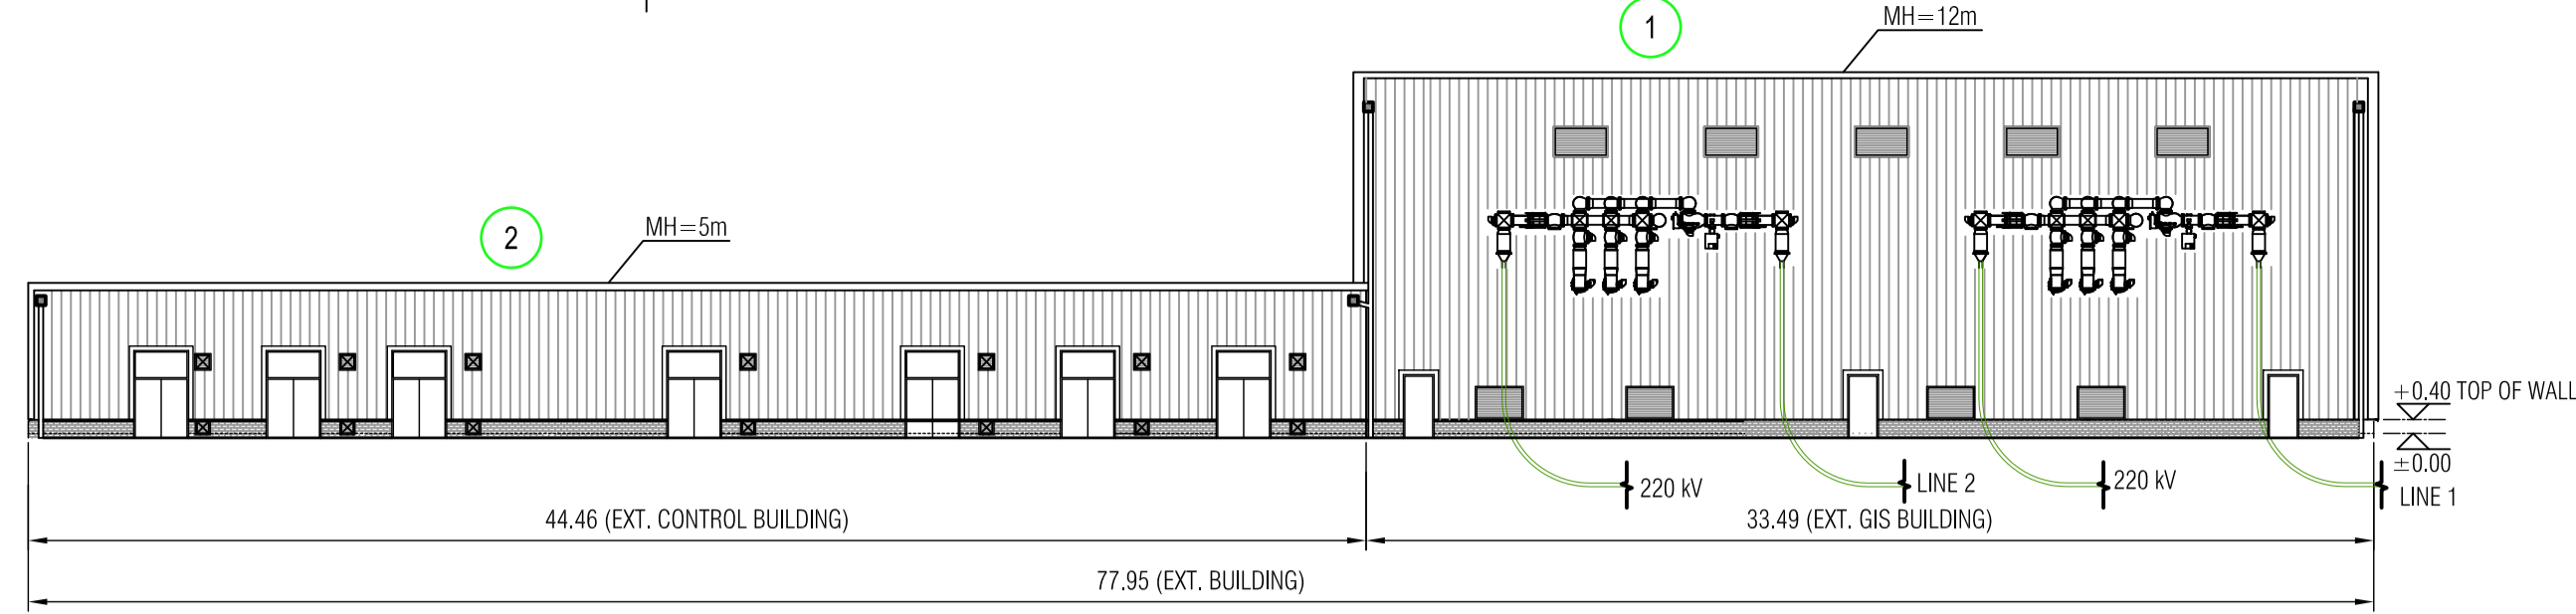 1
MH=12m
2
MH=5m
±0.40 TOP OF WALL
±0.00
220 kV
LINE 2
220 kV
LINE 1
44.46 (EXT. CONTROL BUILDING)
33.49 (EXT. GIS BUILDING)
77.95 (EXT. BUILDING)